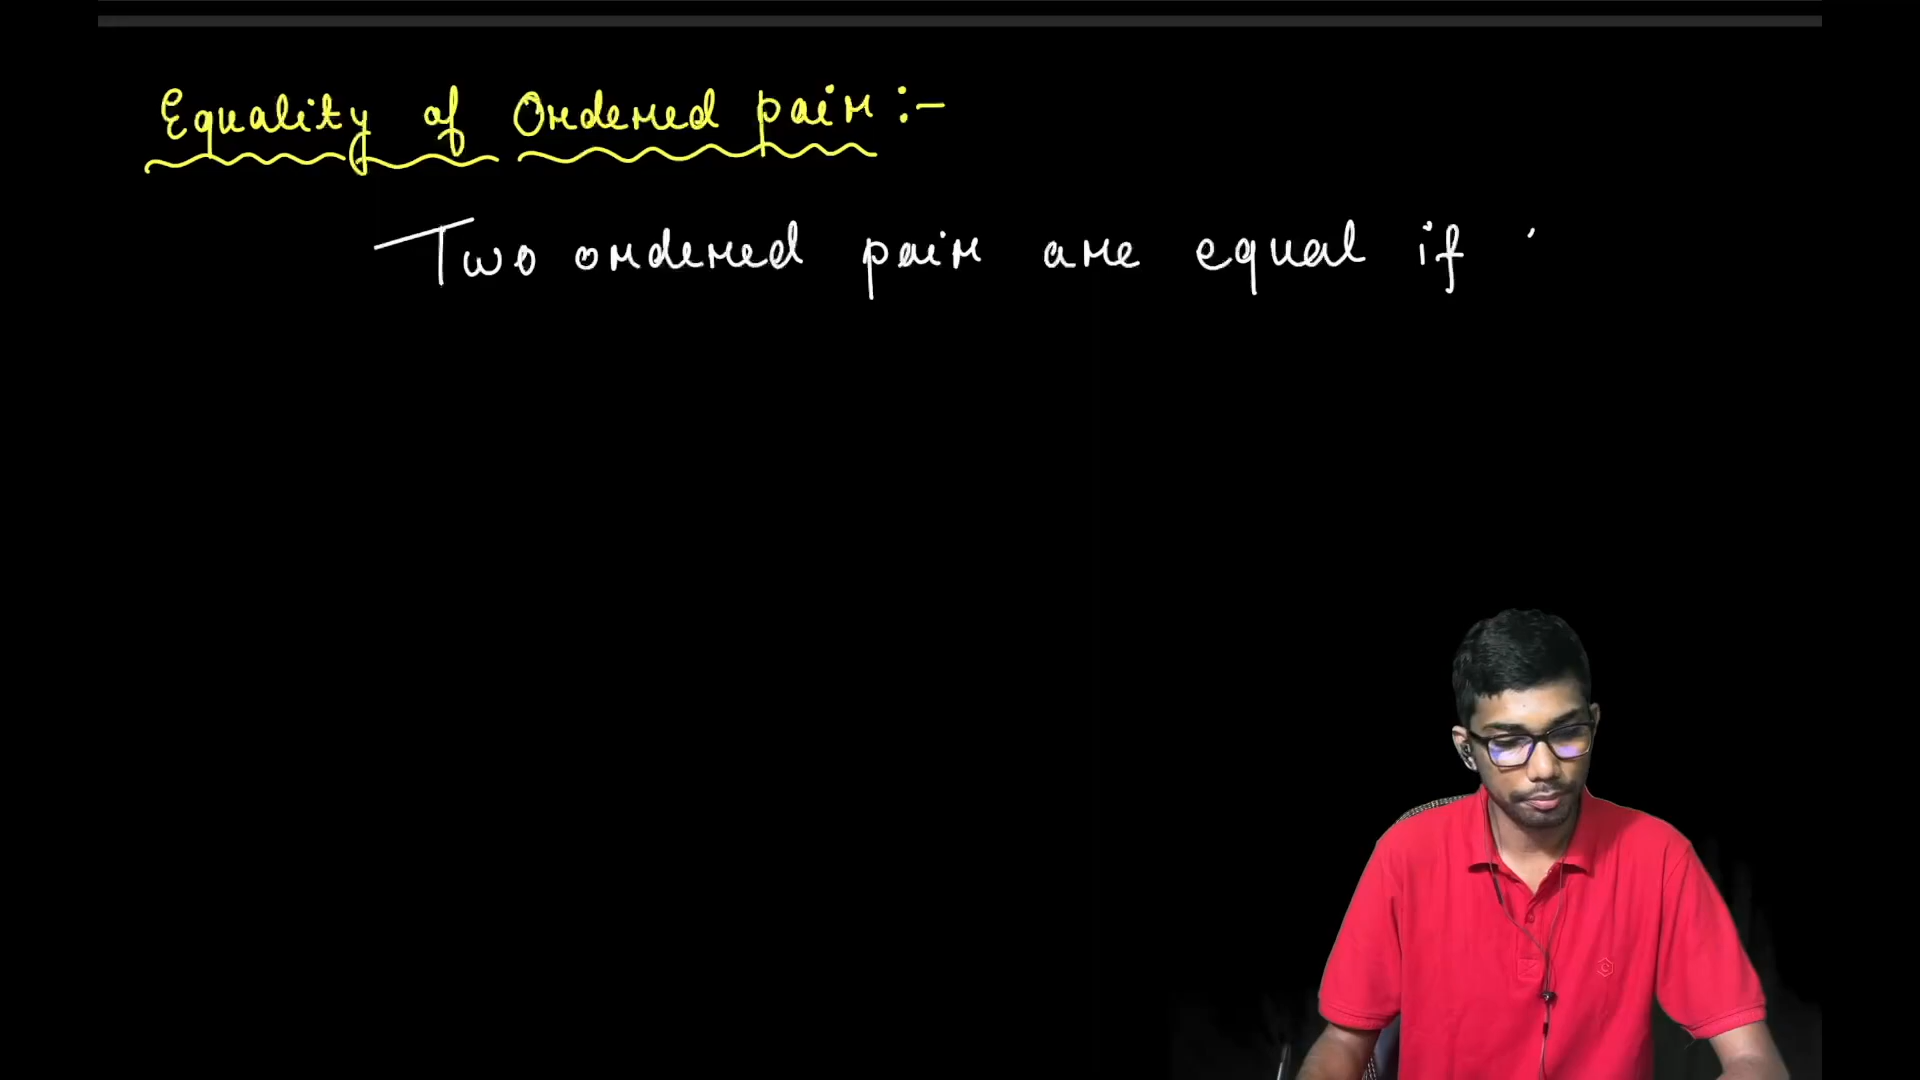 Equality of Ordered pair :-
Two ordered pair are equal if